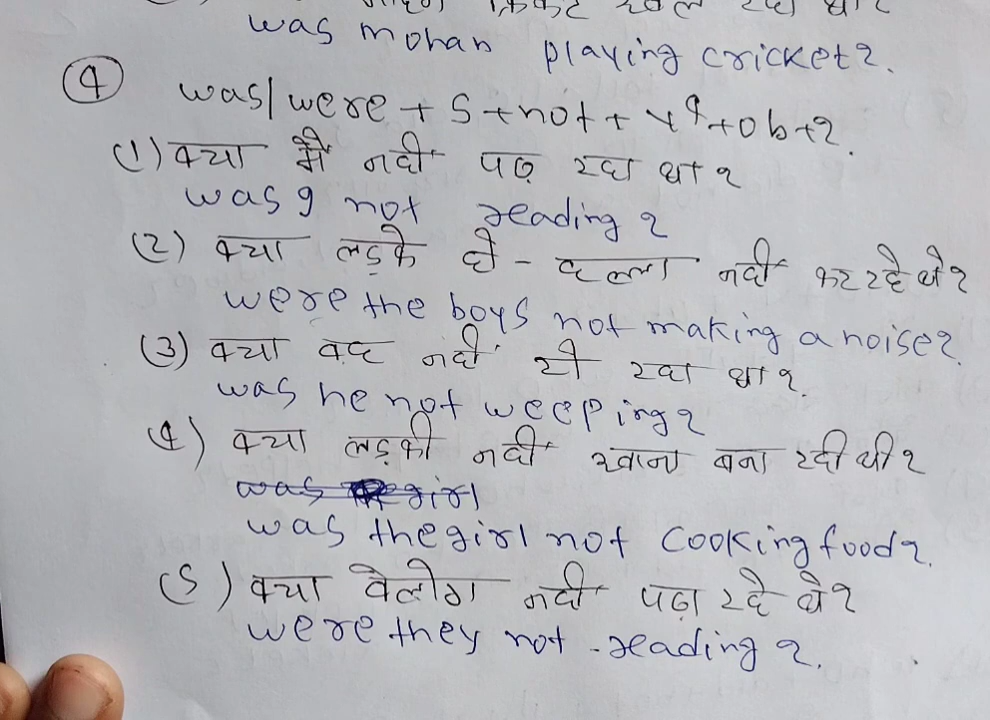 क्रिकेट खेल रहा था?
was mohan playing cricket?
(4) was/were + S + not + v4 + ob + ?
(1) क्या मैं नही पढ़ रहा था?
was I not reading?
(2) क्या लड़के हो-हल्ला नही कर रहे थे?
were the boys not making a noise?
(3) क्या वह नही रो रहा था?
was he not weeping?
(4) क्या लड़की नही खाना बना रही थी?
was the girl
was the girl not cooking food?
(5) क्या वेलोग नही पढ़ रहे थे?
were they not reading?